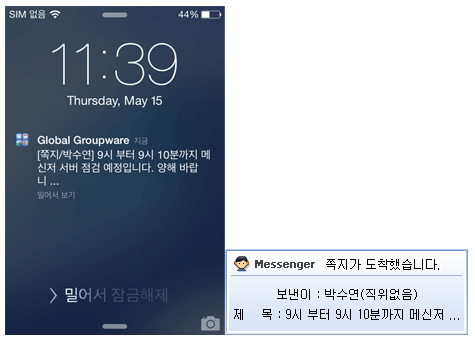 SIM 없음 44%
11:39
Thursday, May 15
Global Groupware 지금
[쪽지/박수연] 9시 부터 9시 10분까지 메
신저 서버 점검 예정입니다. 양해 바랍
니 ...
밀어서 보기
> 밀어서 잠금해제
Messenger 쪽지가 도착했습니다.
보낸이 : 박수연(직위없음)
제 목 : 9시 부터 9시 10분까지 메신저 ...